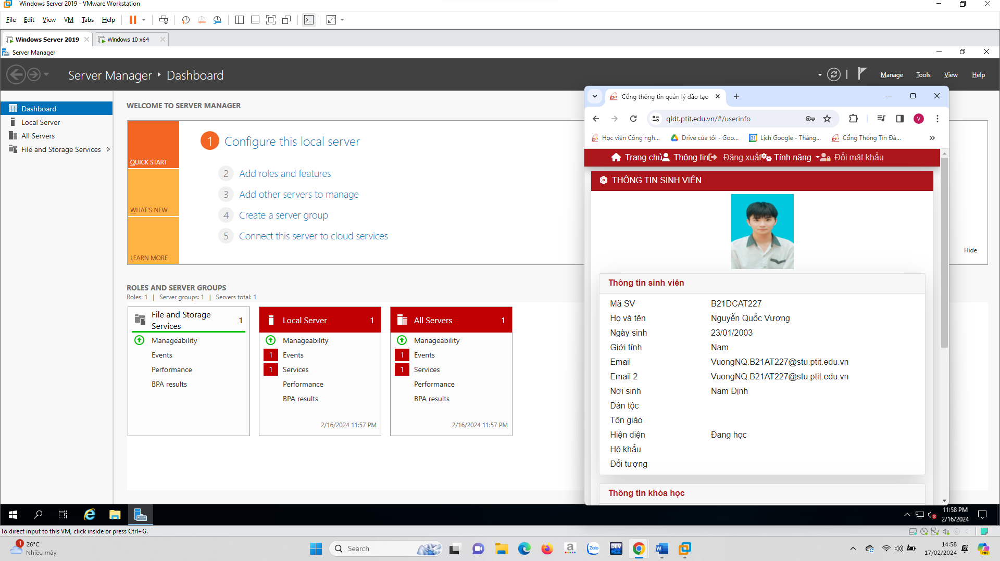 Windows Server 2019 - VMware Workstation
File Edit View VM Tabs Help
Windows Server 2019
Windows 10 x64
Server Manager
Server Manager Dashboard
Manage Tools View Help
Dashboard
Local Server
All Servers
File and Storage Services
WELCOME TO SERVER MANAGER
QUICK START
WHAT'S NEW
LEARN MORE
1 Configure this local server
2 Add roles and features
3 Add other servers to manage
4 Create a server group
5 Connect this server to cloud services
Hide
ROLES AND SERVER GROUPS
Roles: 1 | Server groups: 1 | Servers total: 1
File and Storage Services 1
Manageability
Events
Performance
BPA results
Local Server 1
Manageability
1 Events
1 Services
Performance
BPA results
2/16/2024 11:57 PM
All Servers 1
Manageability
1 Events
1 Services
Performance
BPA results
2/16/2024 11:57 PM
Cổng thông tin quản lý đào tạo
qldt.ptit.edu.vn/#/userinfo
V
Học viện Công ngh...
Drive của tôi - Goo...
31 Lịch Google - Tháng...
Cổng Thông Tin Đà...
Trang chủ Thông tin Đăng xuất Tính năng Đổi mật khẩu
THÔNG TIN SINH VIÊN
Thông tin sinh viên
Mã SV B21DCAT227
Họ và tên Nguyễn Quốc Vượng
Ngày sinh 23/01/2003
Giới tính Nam
Email VuongNQ.B21AT227@stu.ptit.edu.vn
Email 2 VuongNQ.B21AT227@stu.ptit.edu.vn
Nơi sinh Nam Định
Dân tộc
Tôn giáo
Hiện diện Đang học
Hộ khẩu
Đối tượng
Thông tin khóa học
11:58 PM
2/16/2024
To direct input to this VM, click inside or press Ctrl+G.
1
26°C
Nhiều mây
Search
Zalo
DEV
14:58
17/02/2024
PRE